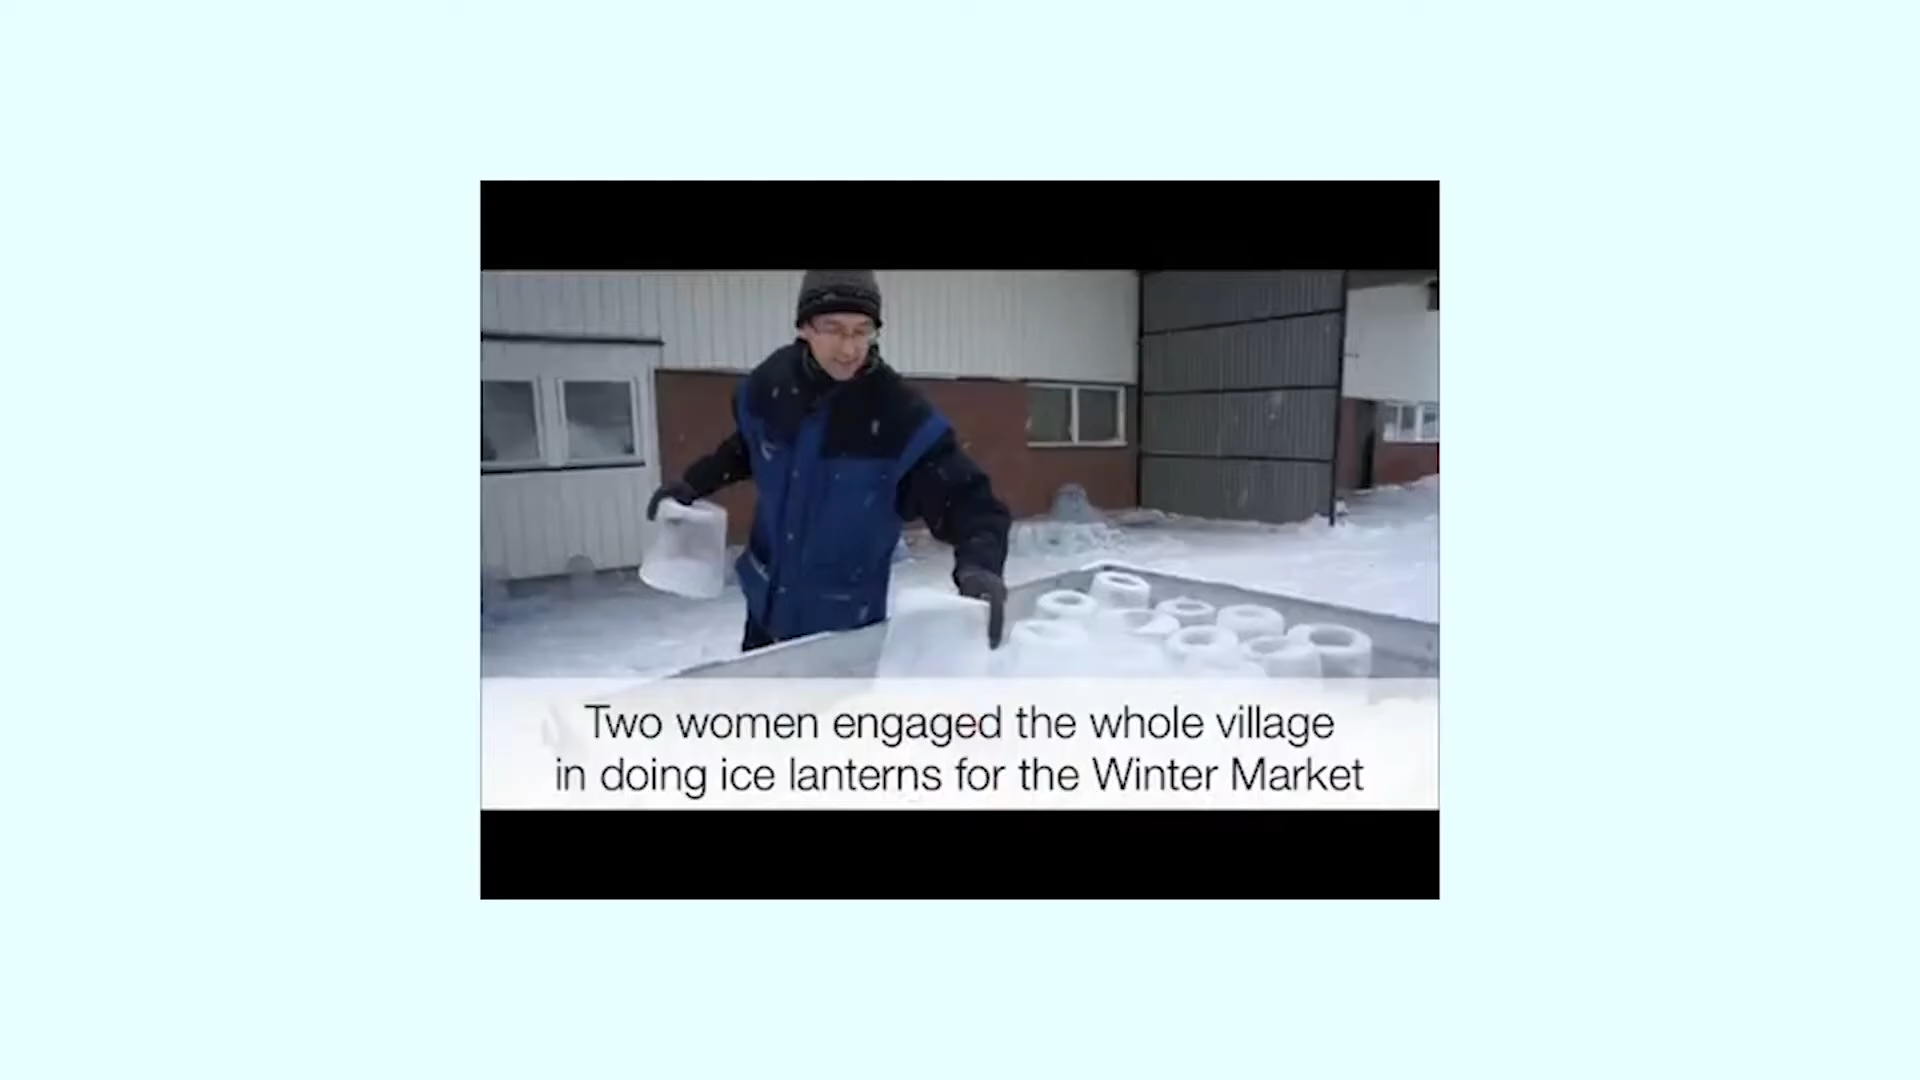 Two women engaged the whole village
in doing ice lanterns for the Winter Market